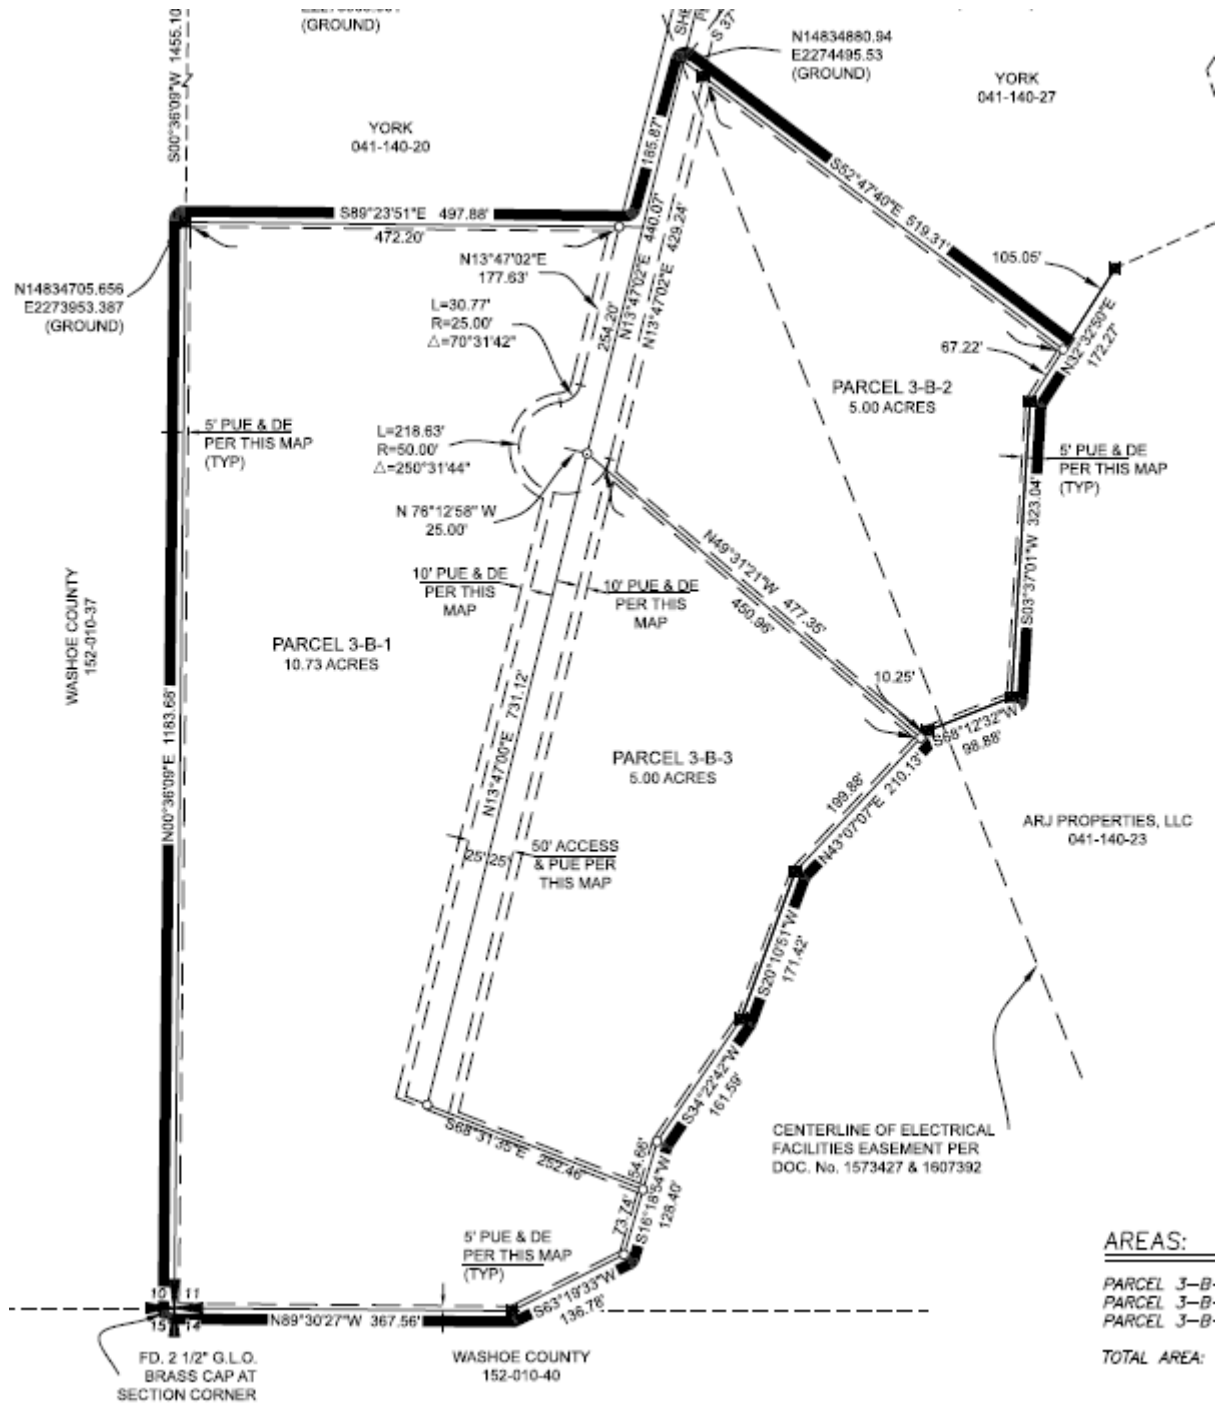 (GROUND)
S00°36'09"W 1455.10
N14834880.94
E2274495.53
(GROUND)
YORK
041-140-27
YORK
041-140-20
185.87'
S52°47'40"E 519.31'
S89°23'51"E 497.88'
472.20'
N13°47'02"E 440.07'
N13°47'02"E 429.24'
105.05'
N32°32'50"E
172.27'
67.22'
N14834705.656
E2273953.387
(GROUND)
N13°47'02"E
177.63'
L=30.77'
R=25.00'
△=70°31'42"
254.20'
PARCEL 3-B-2
5.00 ACRES
5' PUE & DE
PER THIS MAP
(TYP)
L=218.63'
R=50.00'
△=250°31'44"
5' PUE & DE
PER THIS MAP
(TYP)
N 76°12'58" W
25.00'
S03°37'01"W 323.04'
N49°31'21"W 477.35'
450.96'
10' PUE & DE
PER THIS
MAP
10' PUE & DE
PER THIS
MAP
WASHOE COUNTY
152-010-37
PARCEL 3-B-1
10.73 ACRES
N00°36'09"E 1183.68'
N13°47'00"E 731.12'
10.25'
S68°12'32"W
98.88'
PARCEL 3-B-3
5.00 ACRES
199.88'
N43°07'07"E 210.13'
ARJ PROPERTIES, LLC
041-140-23
25' 25'
50' ACCESS
& PUE PER
THIS MAP
S20°10'51"W
171.42'
S34°22'42"W
161.59'
S68°31'35"E 252.46'
54.66'
S16°18'54"W
128.40'
73.74'
CENTERLINE OF ELECTRICAL
FACILITIES EASEMENT PER
DOC. No. 1573427 & 1607392
5' PUE & DE
PER THIS MAP
(TYP)
S63°19'33"W
136.78'
AREAS:
PARCEL 3-B-
PARCEL 3-B-
PARCEL 3-B-
TOTAL AREA:
10 11
15 14
N89°30'27"W 367.56'
FD. 2 1/2" G.L.O.
BRASS CAP AT
SECTION CORNER
WASHOE COUNTY
152-010-40